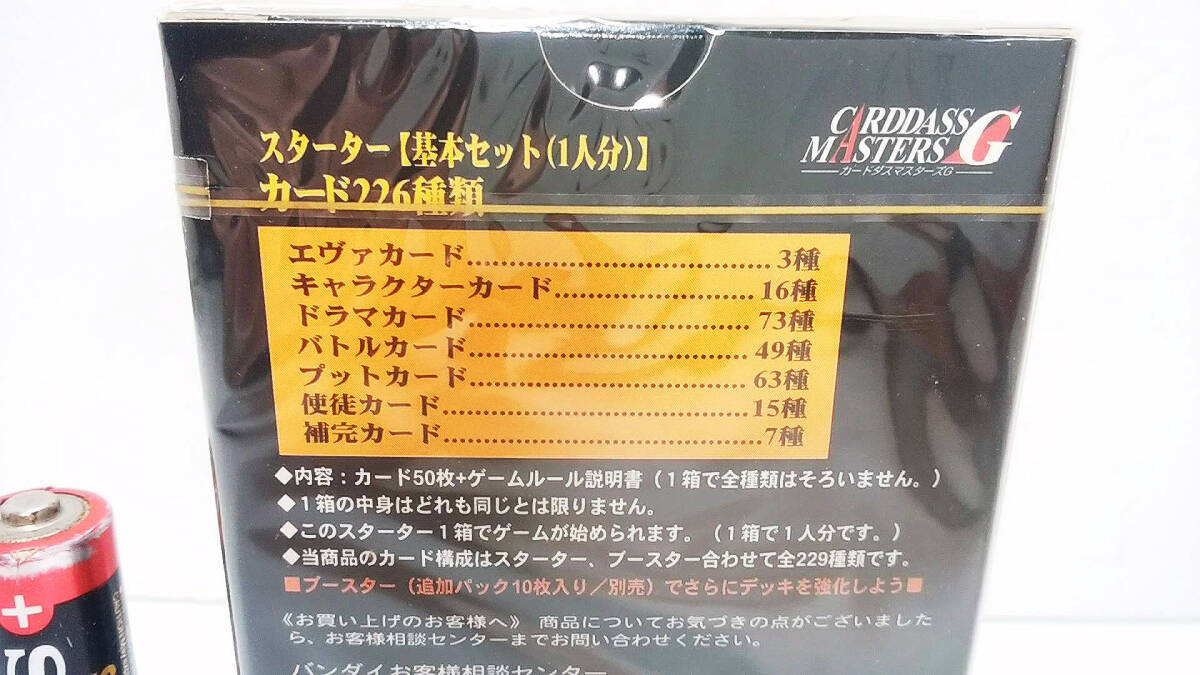 CARDDASS
MASTERS G
カードダスマスターズG
スターター【基本セット(1人分)】
カード226種類
エヴァカード..............................3種
キャラクターカード....................16種
ドラマカード............................73種
バトルカード............................49種
プットカード............................63種
使徒カード..............................15種
補完カード................................7種
◆内容：カード50枚+ゲームルール説明書（１箱で全種類はそろいません。）
◆１箱の中身はどれも同じとは限りません。
◆このスターター１箱でゲームが始められます。（１箱で１人分です。）
◆当商品のカード構成はスターター、ブースター合わせて全229種類です。
■ブースター（追加パック10枚入り／別売）でさらにデッキを強化しよう■
《お買い上げのお客様へ》 商品についてお気づきの点がございました
ら、お客様相談センターまでお問い合わせください。
バンダイお客様相談センター
+